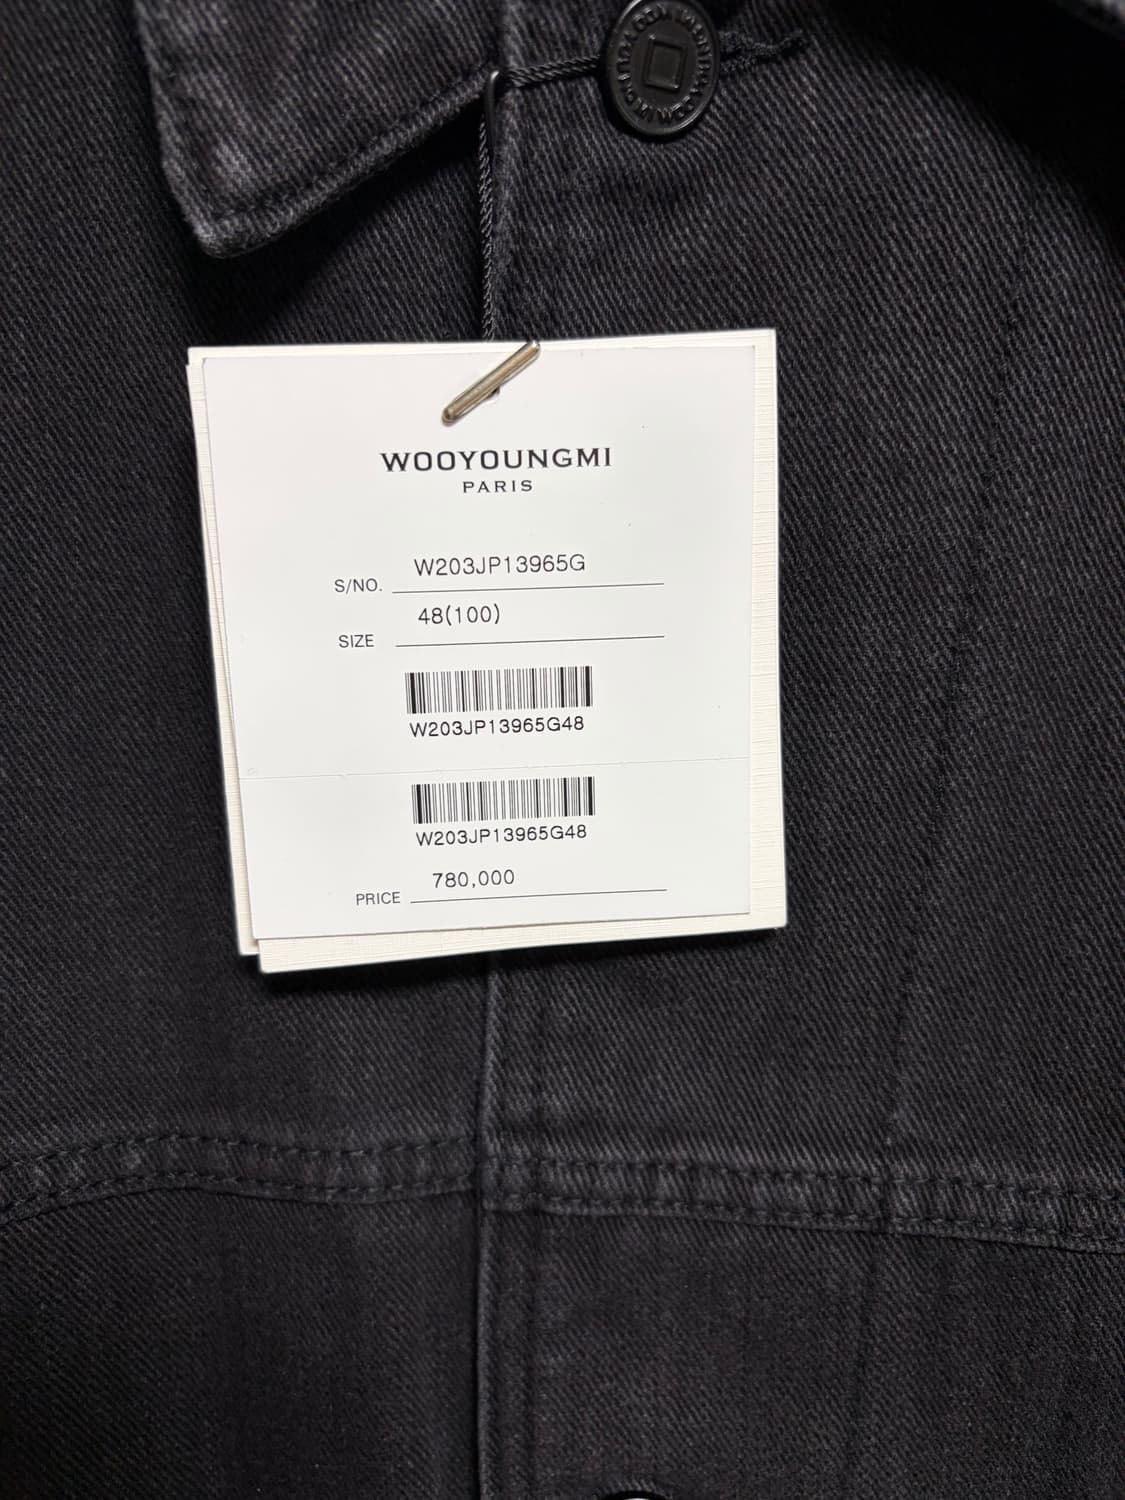 WOOYOUNGMI
PARIS
S/NO. W203JP13965G
SIZE 48(100)
W203JP13965G48
W203JP13965G48
PRICE 780,000